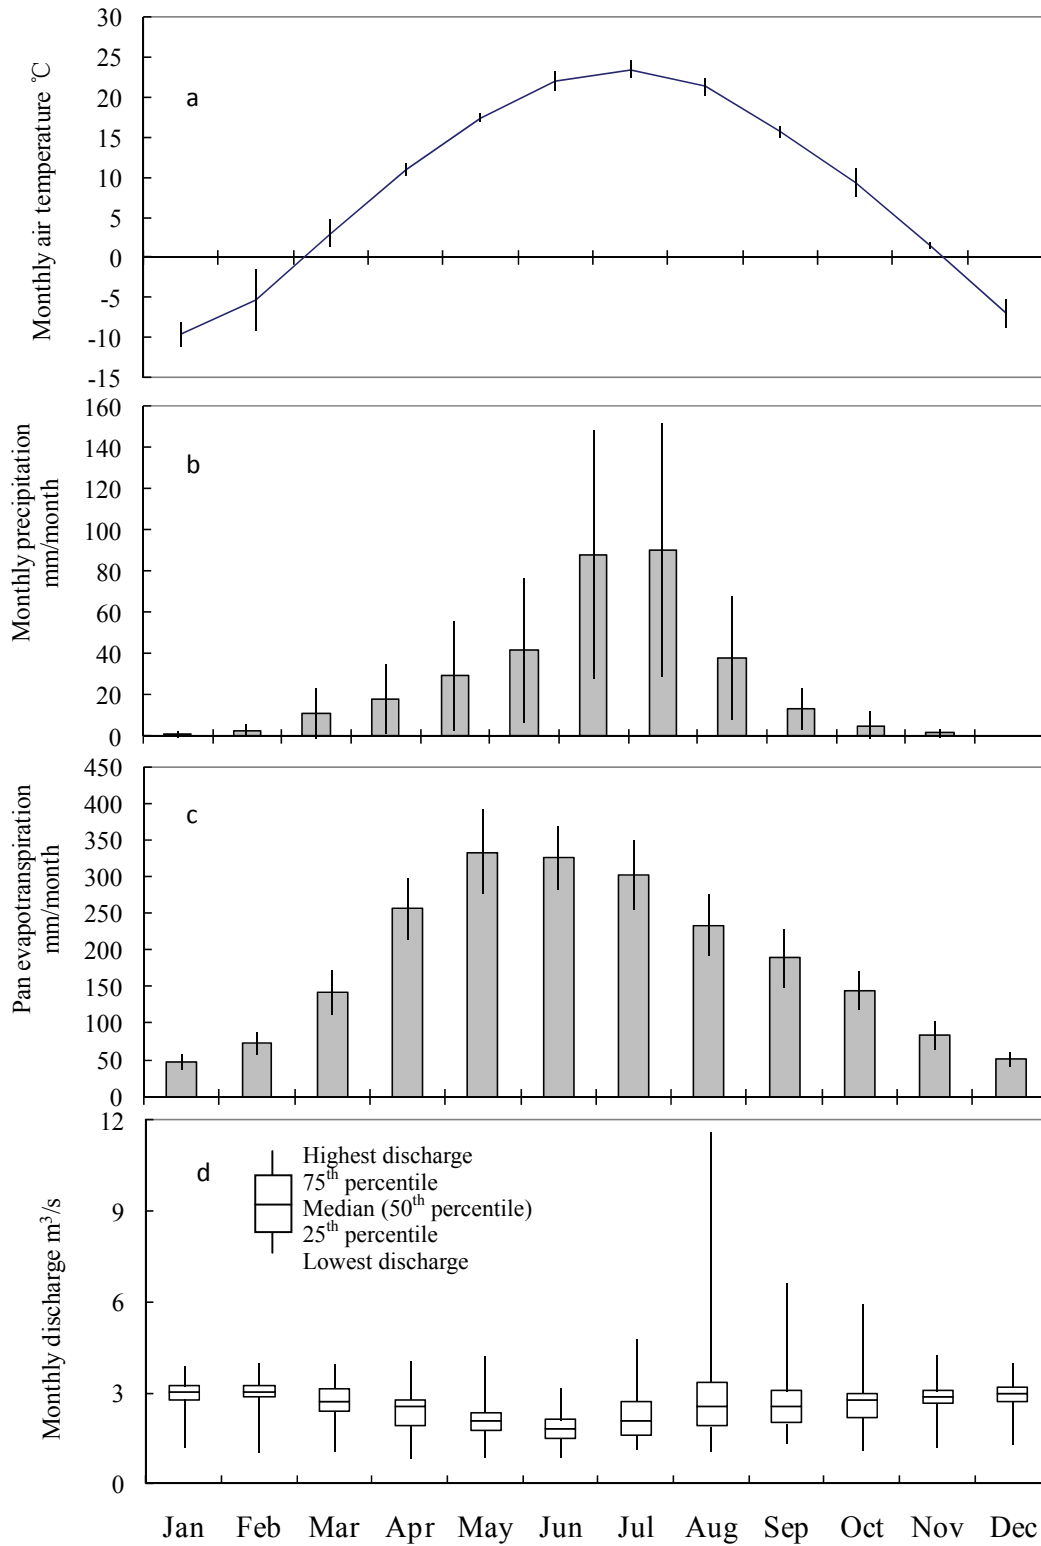 30
25
20
15
10
5
0
-5
-10
-15
Monthly air temperature ℃
a
160
140
120
100
80
60
40
20
0
Monthly precipitation
mm/month
b
450
400
350
300
250
200
150
100
50
0
Pan evapotranspiration
mm/month
c
12
9
6
3
0
Monthly discharge m³/s
d
Highest discharge
75th percentile
Median (50th percentile)
25th percentile
Lowest discharge
Jan Feb Mar Apr May Jun Jul Aug Sep Oct Nov Dec